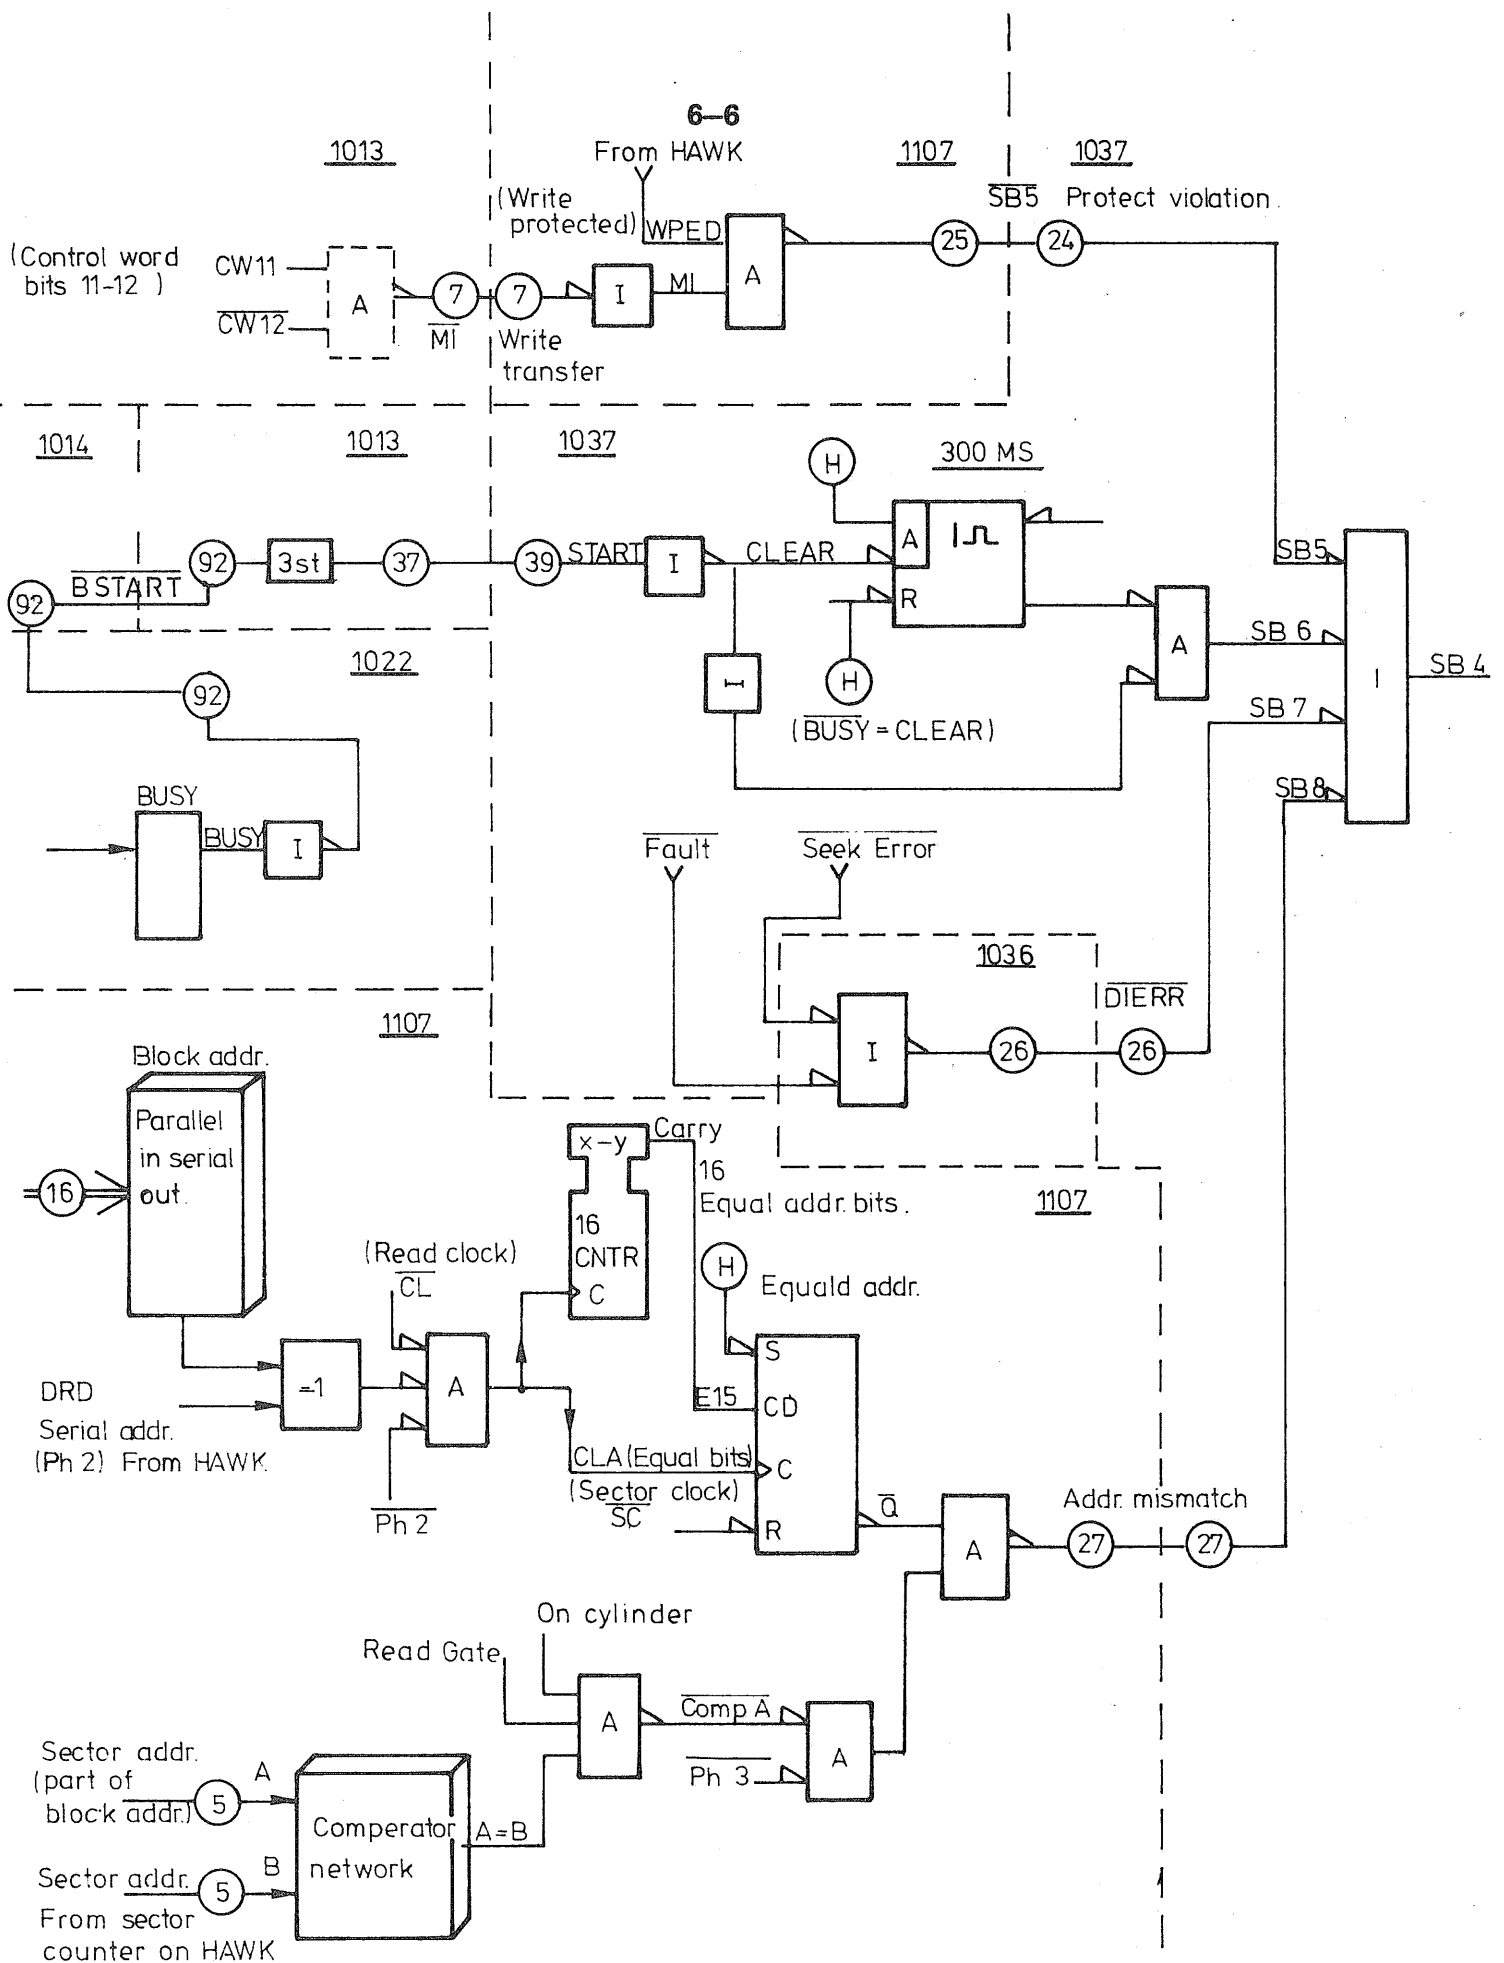 6–6
1013
From HAWK
1107
1037
(Write
protected)
WPED
SB5 Protect violation.
25
24
(Control word
bits 11-12 )
CW11
CW12
A
7
7
MI
I
MI
A
Write
transfer
1014
1013
1037
300 MS
H
92
B START
92
3st
37
39
START
I
CLEAR
A
R
SB5
1022
92
I
H
(BUSY = CLEAR)
A
SB 6
I
SB 4
SB 7
SB8
BUSY
BUSY
I
Fault
Seek Error
1036
DIERR
I
26
26
1107
Block addr.
Parallel
in serial
out.
16
x-y
Carry
16
Equal addr. bits.
1107
16
CNTR
C
(Read clock)
CL
H
Equald addr.
S
=1
A
DRD
Serial addr.
(Ph 2) From HAWK.
E15
CD
CLA (Equal bits)
C
(Sector clock)
SC
R
Ph 2
Q
A
Addr. mismatch
27
27
On cylinder
Read Gate
A
Comp A
A
Ph 3
Sector addr.
(part of
block addr.)
5
A
Comperator
network
A=B
Sector addr.
5
B
From sector
counter on HAWK